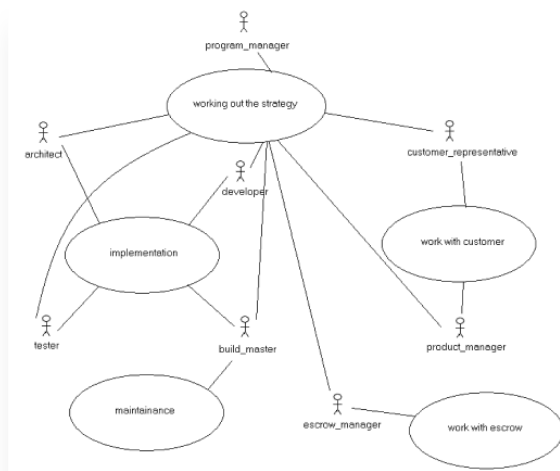 program_manager
working out the strategy
architect
customer_representative
developer
implementation
work with customer
tester
build_master
product_manager
maintainance
escrow_manager
work with escrow